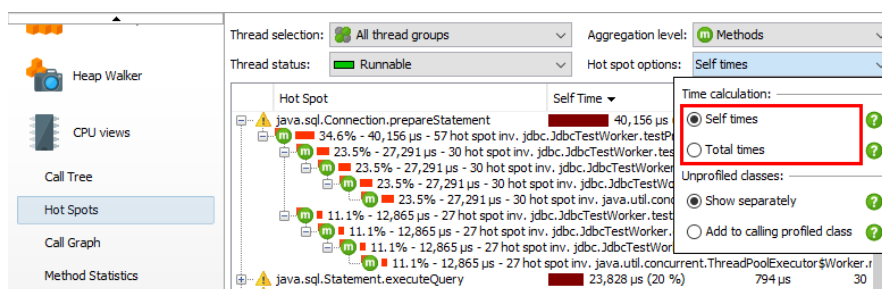 Thread selection: All thread groups Aggregation level: m Methods
Thread status: Runnable Hot spot options: Self times
Heap Walker
CPU views
Call Tree
Hot Spots
Call Graph
Method Statistics
Hot Spot Self Time
java.sql.Connection.prepareStatement 40,156 µs
m 34.6% - 40,156 µs - 57 hot spot inv. jdbc.JdbcTestWorker.
m 23.5% - 27,291 µs - 30 hot spot inv. jdbc.JdbcTestWorker.tes
m 23.5% - 27,291 µs - 30 hot spot inv. jdbc.JdbcTestWorker
m 23.5% - 27,291 µs - 30 hot spot inv. jdbc.JdbcTestWo
m 23.5% - 27,291 µs - 30 hot spot inv. java.util.conc
m 11.1% - 12,865 µs - 27 hot spot inv. jdbc.JdbcTestWorker.test
m 11.1% - 12,865 µs - 27 hot spot inv. jdbc.JdbcTestWorker.
m 11.1% - 12,865 µs - 27 hot spot inv. jdbc.JdbcTestWor
m 11.1% - 12,865 µs - 27 hot spot inv. java.util.concurrent.ThreadPoolExecutor$Worker.r
java.sql.Statement.executeQuery 23,828 µs (20 %) 794 µs 30
Time calculation:
Self times ?
Total times ?
Unprofiled classes:
Show separately ?
Add to calling profiled class ?